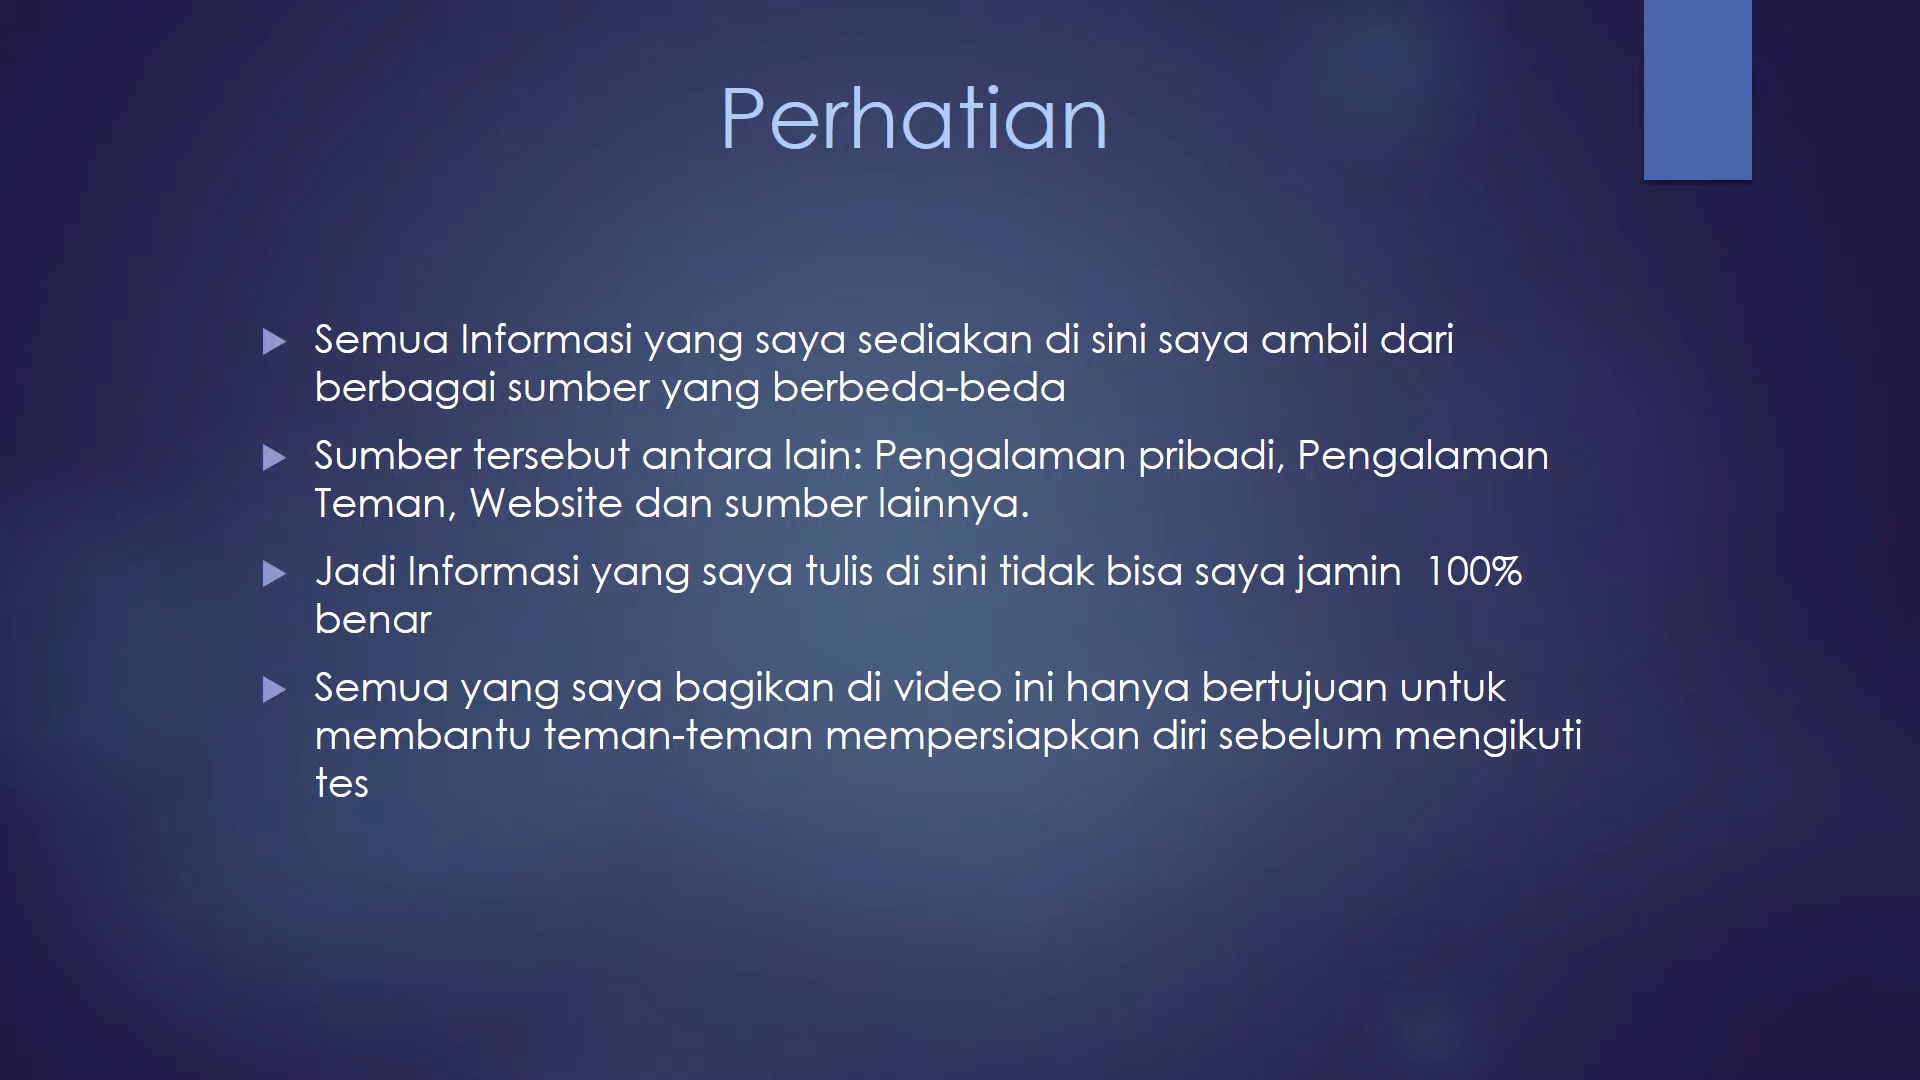 Perhatian
Semua Informasi yang saya sediakan di sini saya ambil dari
berbagai sumber yang berbeda-beda
Sumber tersebut antara lain: Pengalaman pribadi, Pengalaman
Teman, Website dan sumber lainnya.
Jadi Informasi yang saya tulis di sini tidak bisa saya jamin  100%
benar
Semua yang saya bagikan di video ini hanya bertujuan untuk
membantu teman-teman mempersiapkan diri sebelum mengikuti
tes